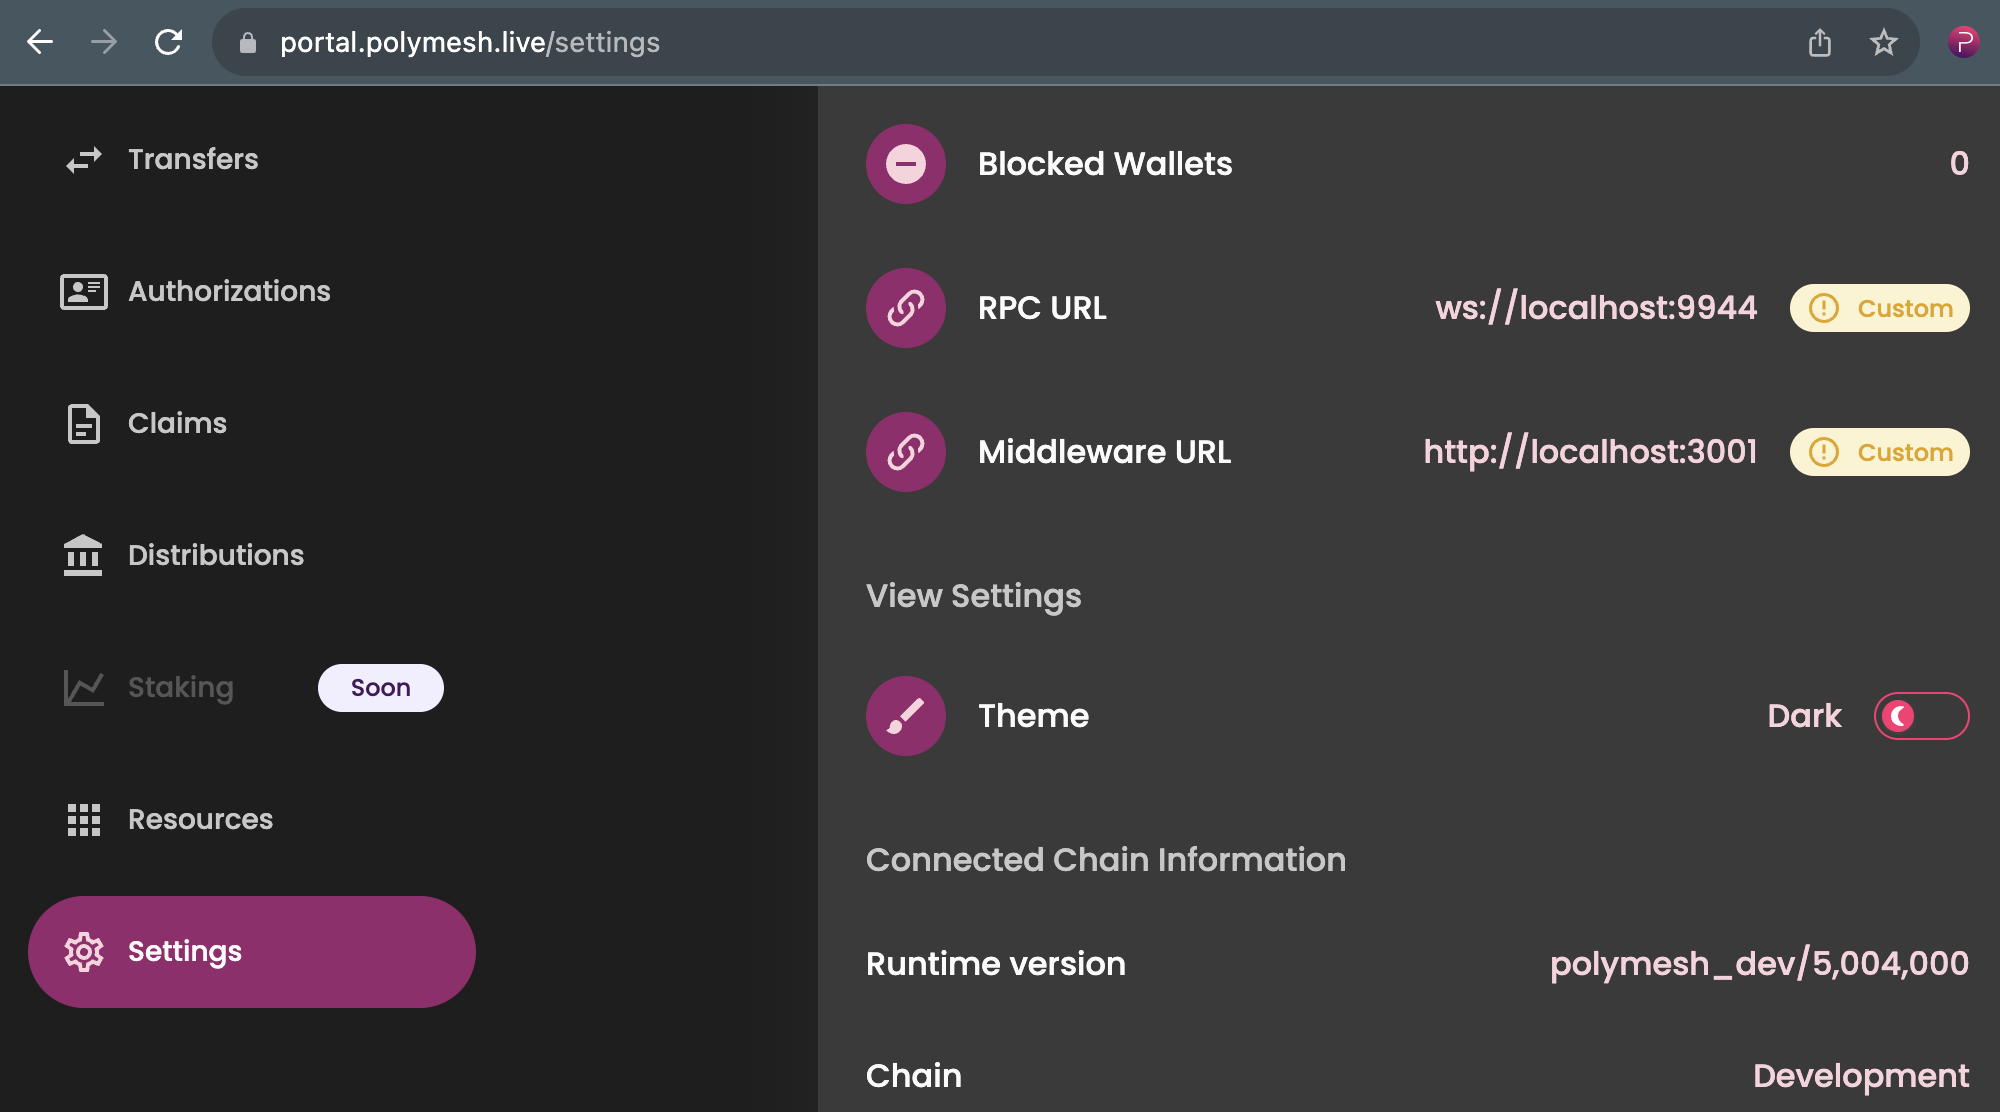 portal.polymesh.live/settings
Transfers
Authorizations
Claims
Distributions
Staking Soon
Resources
Settings
Blocked Wallets 0
RPC URL ws://localhost:9944 Custom
Middleware URL http://localhost:3001 Custom
View Settings
Theme Dark
Connected Chain Information
Runtime version polymesh_dev/5,004,000
Chain Development